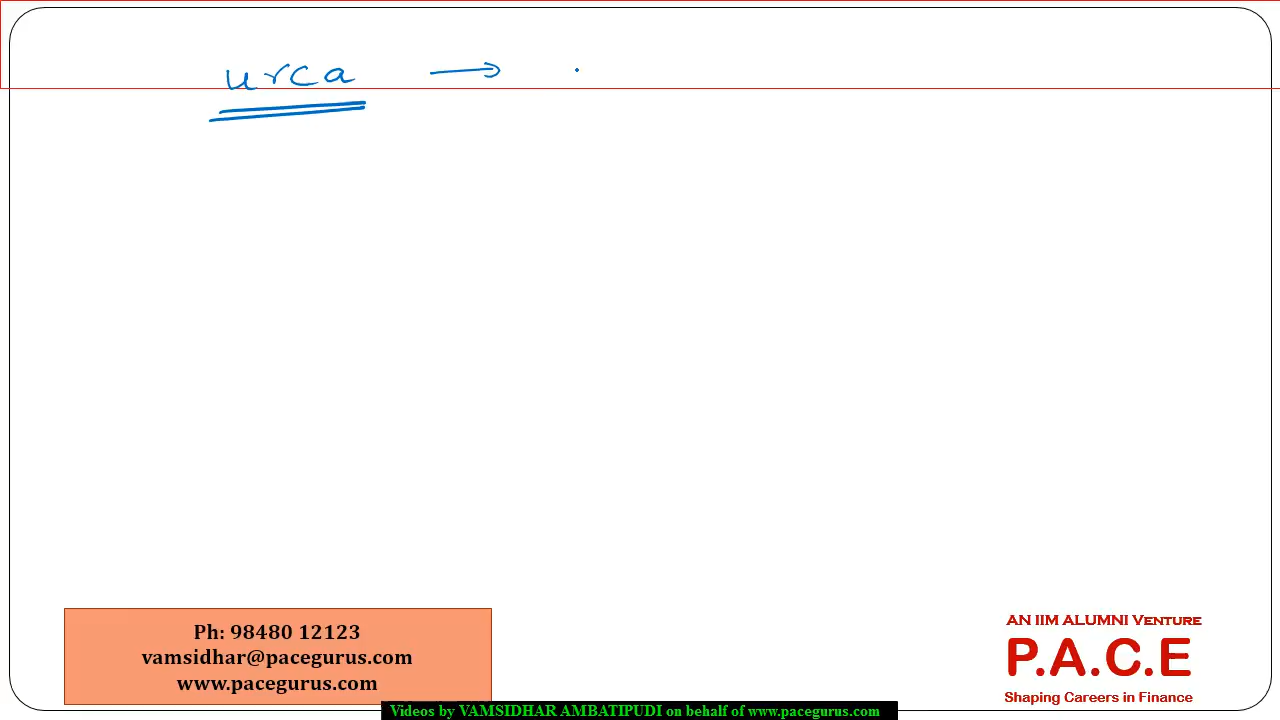 urca →
Ph: 98480 12123
vamsidhar@pacegurus.com
www.pacegurus.com
AN IIM ALUMNI VENTURE
P.A.C.E
Shaping Careers in Finance
Videos by VAMSIDHAR AMBATIPUDI on behalf of www.pacegurus.com